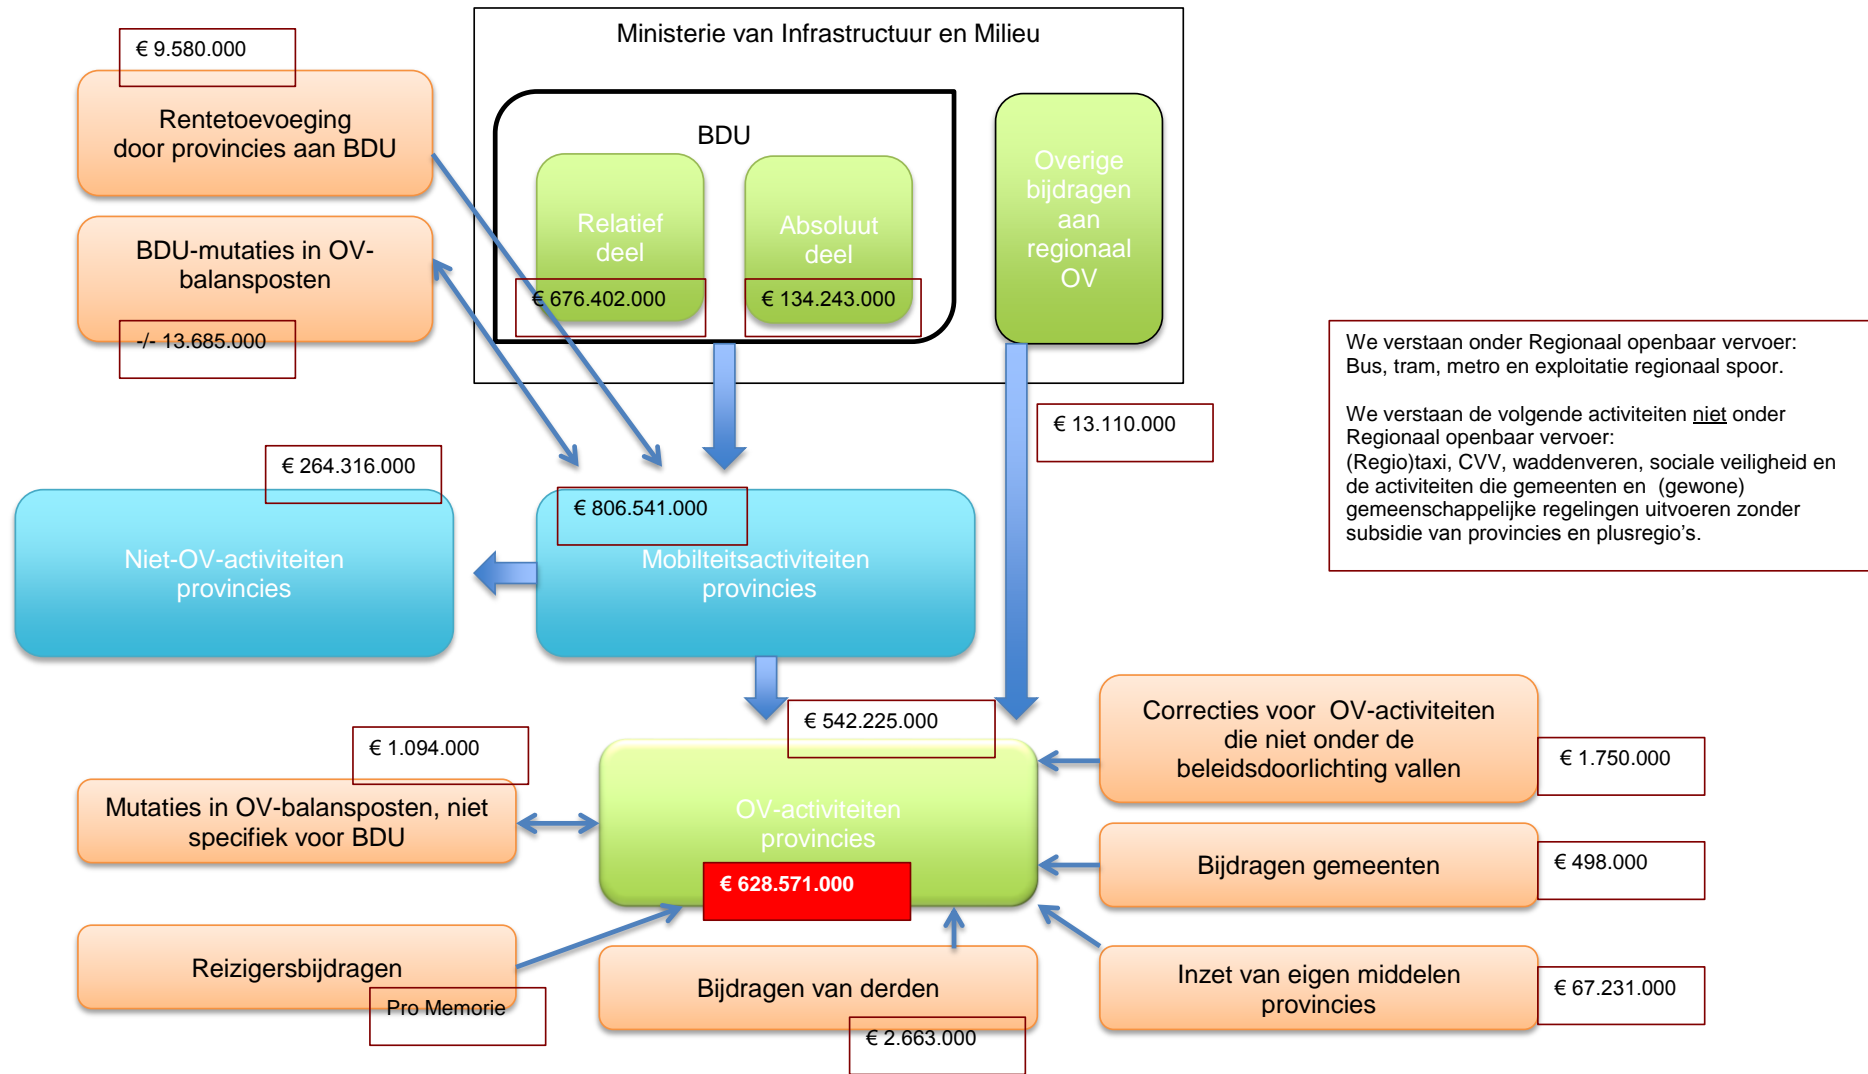 Ministerie van Infrastructuur en Milieu
€ 9.580.000
Rentetoevoeging
door provincies aan BDU
BDU-mutaties in OV-
balansposten
-/- 13.685.000
BDU
Relatief
deel
€ 676.402.000
Absoluut
deel
€ 134.243.000
Overige
bijdragen
aan
regionaal
OV
€ 13.110.000
We verstaan onder Regionaal openbaar vervoer:
Bus, tram, metro en exploitatie regionaal spoor.
We verstaan de volgende activiteiten niet onder
Regionaal openbaar vervoer:
(Regio)taxi, CVV, waddenveren, sociale veiligheid en
de activiteiten die gemeenten en (gewone)
gemeenschappelijke regelingen uitvoeren zonder
subsidie van provincies en plusregio’s.
€ 264.316.000
Niet-OV-activiteiten
provincies
€ 806.541.000
Mobilteitsactiviteiten
provincies
€ 542.225.000
€ 1.094.000
Mutaties in OV-balansposten, niet
specifiek voor BDU
OV-activiteiten
provincies
€ 628.571.000
Correcties voor OV-activiteiten
die niet onder de
beleidsdoorlichting vallen
€ 1.750.000
Bijdragen gemeenten
€ 498.000
Reizigersbijdragen
Pro Memorie
Bijdragen van derden
€ 2.663.000
Inzet van eigen middelen
provincies
€ 67.231.000